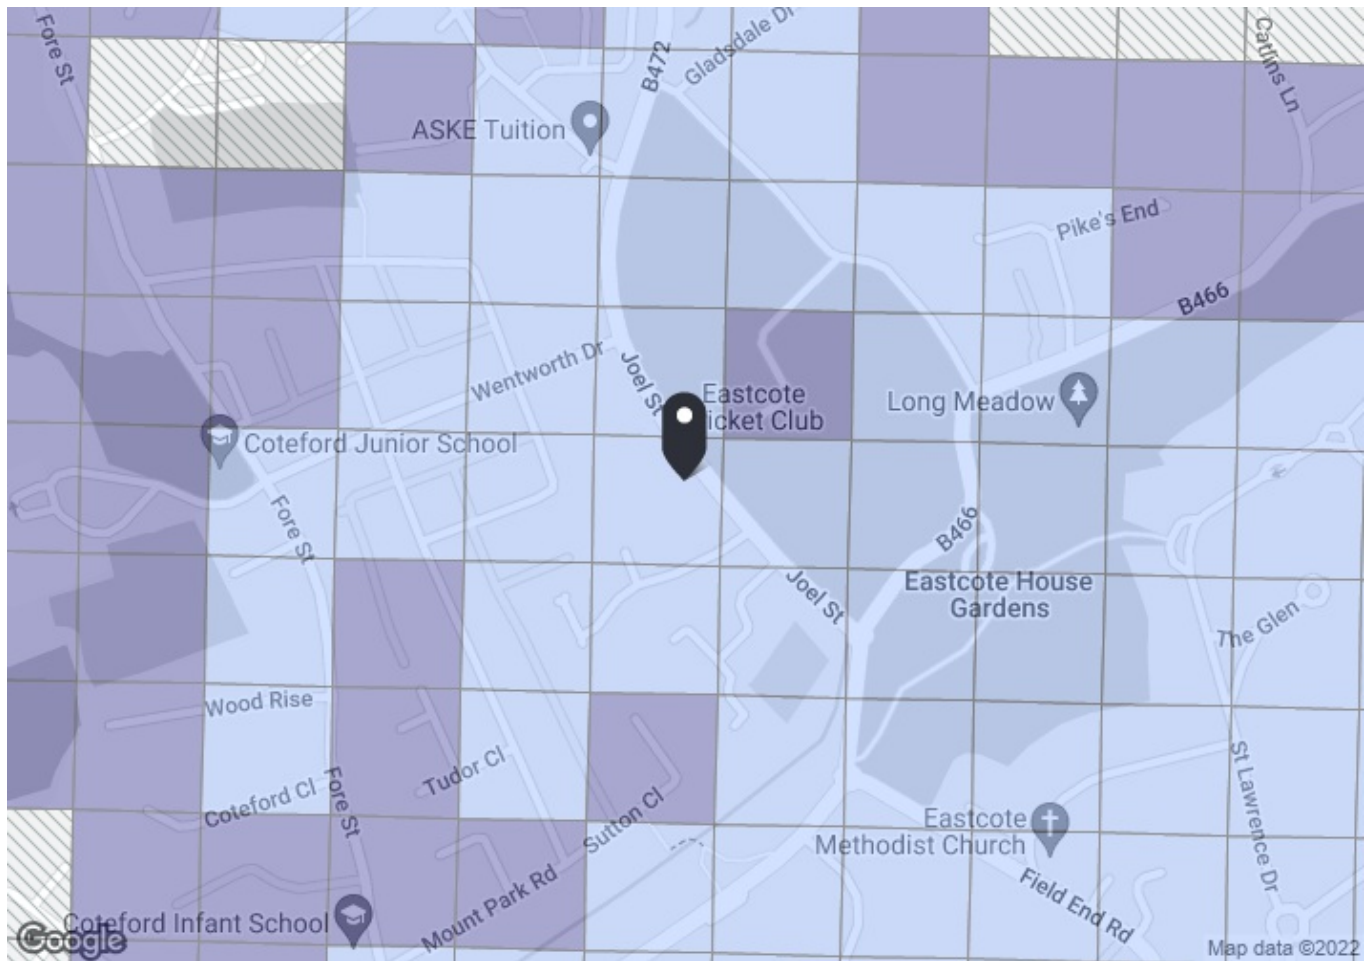 Fore St
B472
Gladsdale Dr
Catlins Ln
ASKE Tuition
Pike's End
B466
Wentworth Dr
Joel St
Eastcote
icket Club
Long Meadow
Coteford Junior School
Fore St
B466
Joel St
Eastcote House
Gardens
The Glen
Wood Rise
Tudor Cl
Coteford Cl
Fore St
Sutton Cl
St Lawrence Dr
Eastcote
Methodist Church
Mount Park Rd
Field End Rd
Coteford Infant School
Google
Map data ©2022